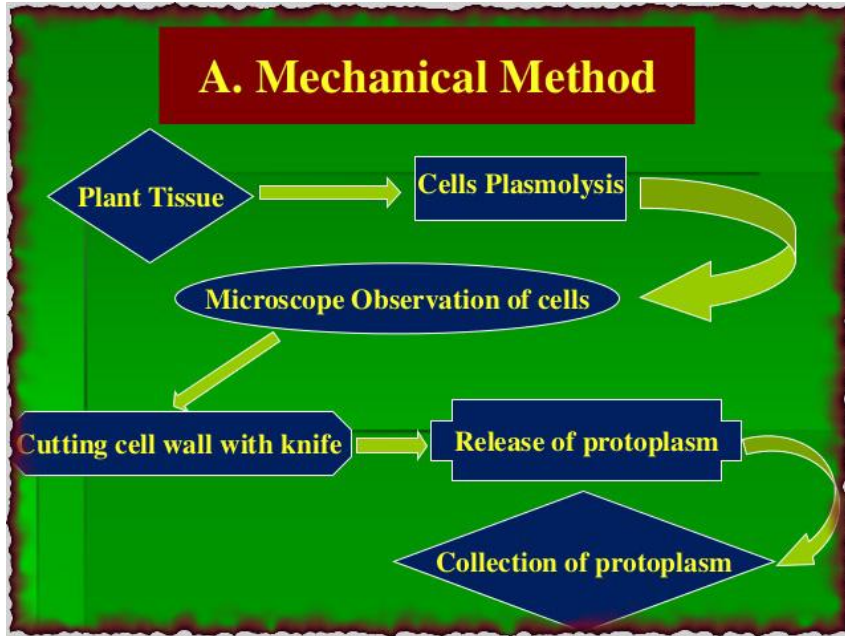 A. Mechanical Method
Plant Tissue
Cells Plasmolysis
Microscope Observation of cells
Cutting cell wall with knife
Release of protoplasm
Collection of protoplasm